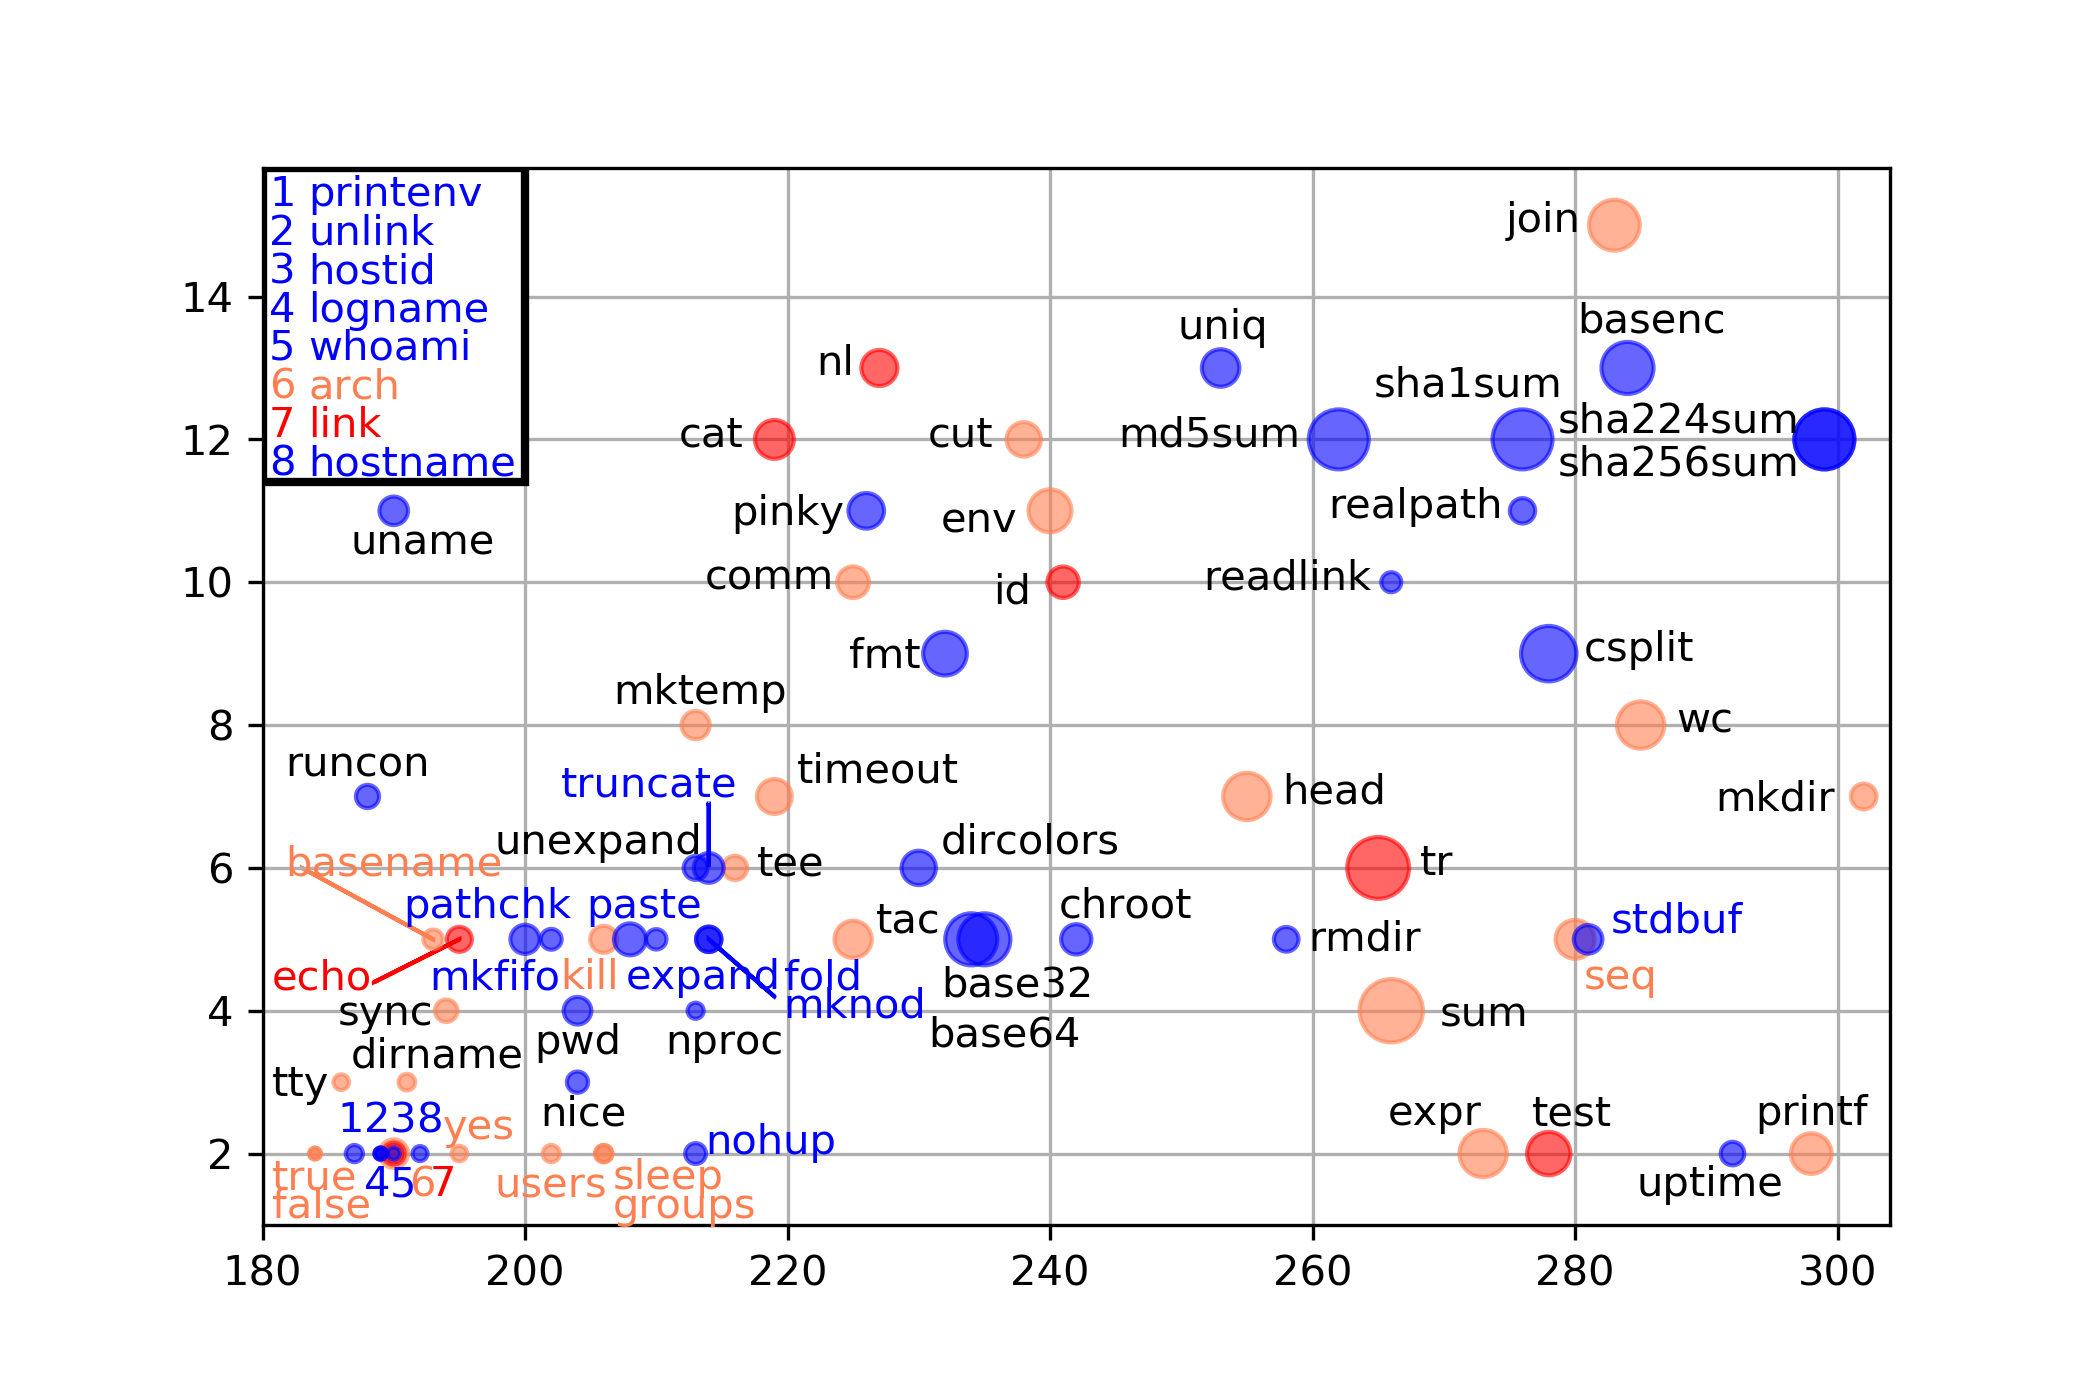 1 printenv
2 unlink
3 hostid
4 logname
5 whoami
6 arch
7 link
8 hostname
join
14
basenc
uniq
nl
sha1sum
sha224sum
12
cat
cut
md5sum
sha256sum
realpath
pinky
env
uname
10
comm
id
readlink
fmt
csplit
mktemp
8
wc
runcon
timeout
truncate
head
mkdir
unexpand
dircolors
6
basename
tee
tr
pathchk
paste
tac
chroot
stdbuf
rmdir
echo
mkfifo
kill
expand
fold
base32
seq
4
sync
mknod
sum
dirname
pwd
nproc
base64
tty
1238
yes
nice
expr
test
printf
2
nohup
true
45
6
7
users
sleep
uptime
false
groups
180
200
220
240
260
280
300